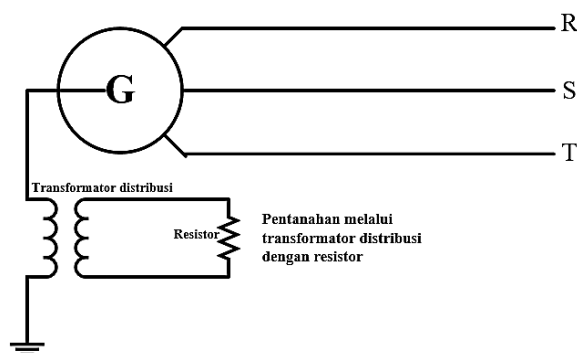 R
G
S
T
Transformator distribusi
Resistor
Pentanahan melalui
transformator distribusi
dengan resistor